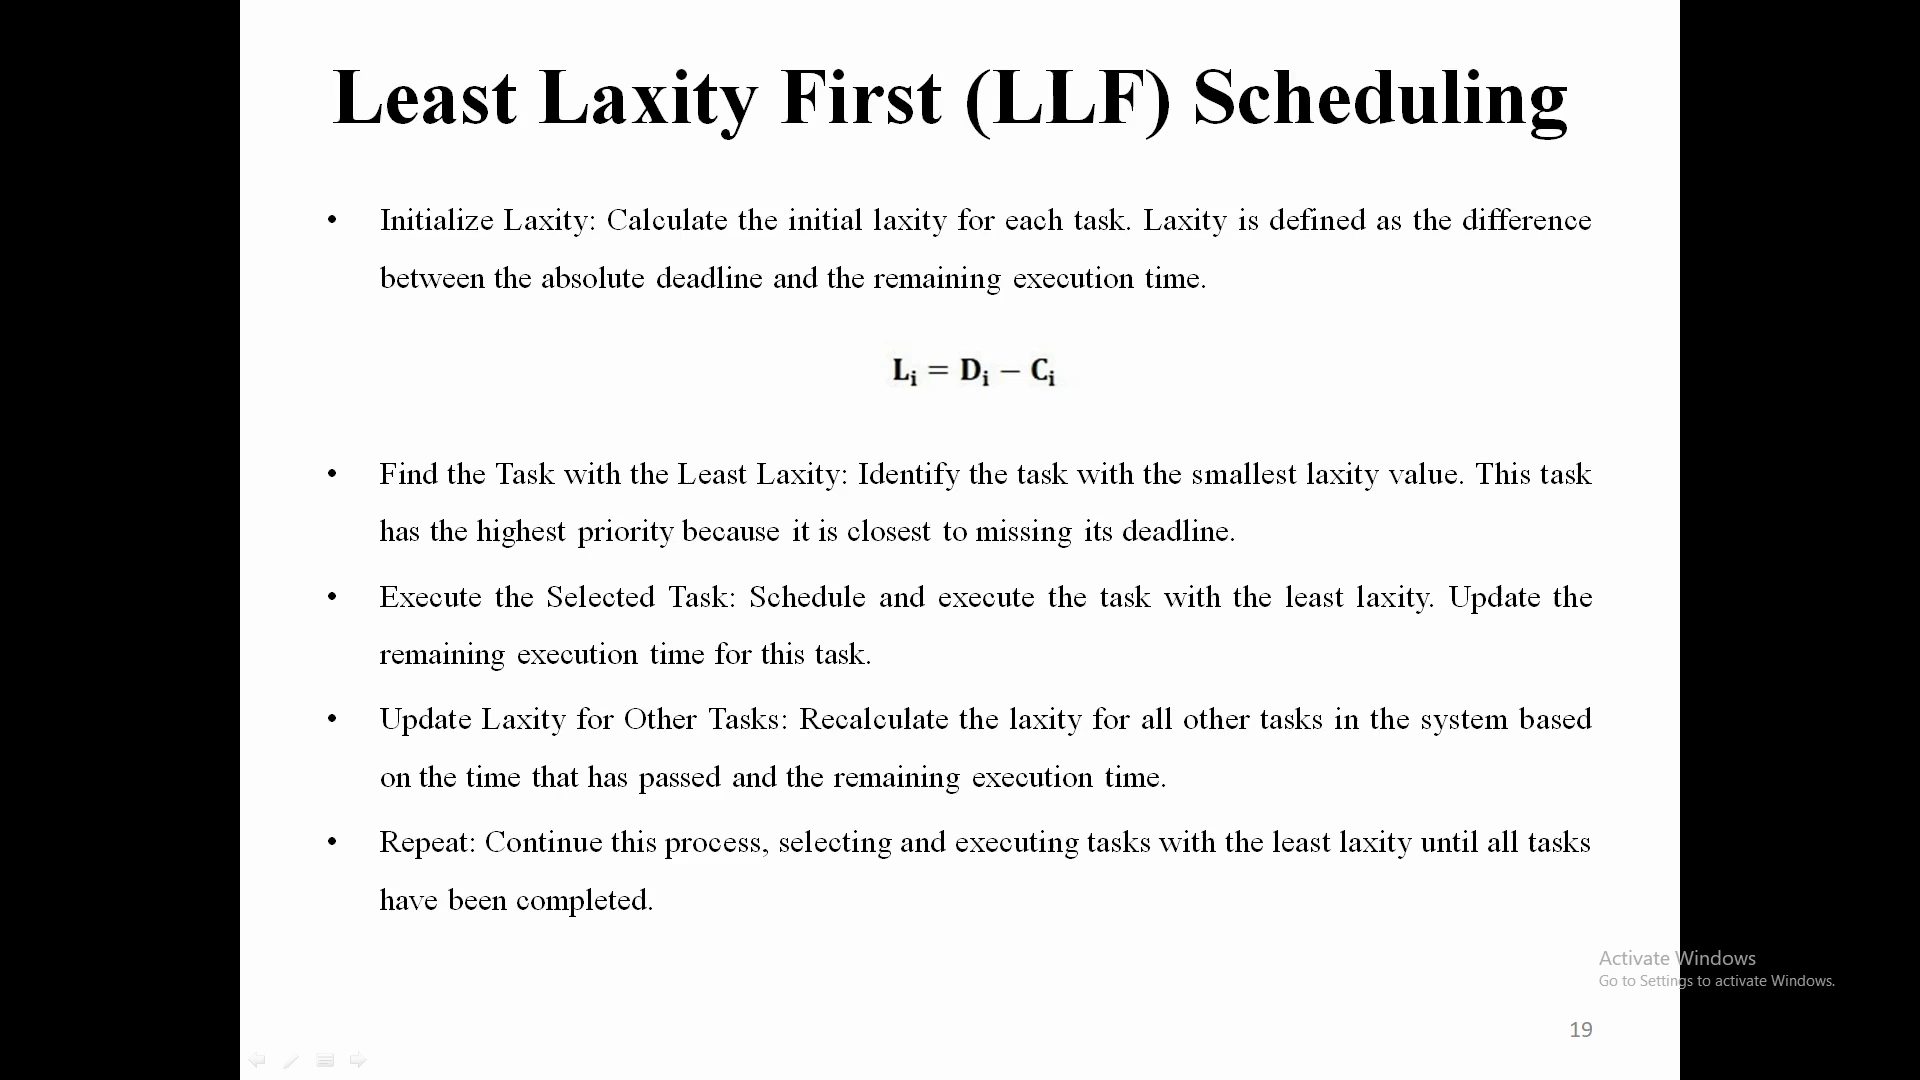 Least Laxity First (LLF) Scheduling
• Initialize Laxity: Calculate the initial laxity for each task. Laxity is defined as the difference
between the absolute deadline and the remaining execution time.
Lᵢ = Dᵢ − Cᵢ
• Find the Task with the Least Laxity: Identify the task with the smallest laxity value. This task
has the highest priority because it is closest to missing its deadline.
• Execute the Selected Task: Schedule and execute the task with the least laxity. Update the
remaining execution time for this task.
• Update Laxity for Other Tasks: Recalculate the laxity for all other tasks in the system based
on the time that has passed and the remaining execution time.
• Repeat: Continue this process, selecting and executing tasks with the least laxity until all tasks
have been completed.
Activate Windows
Go to Settings to activate Windows.
19